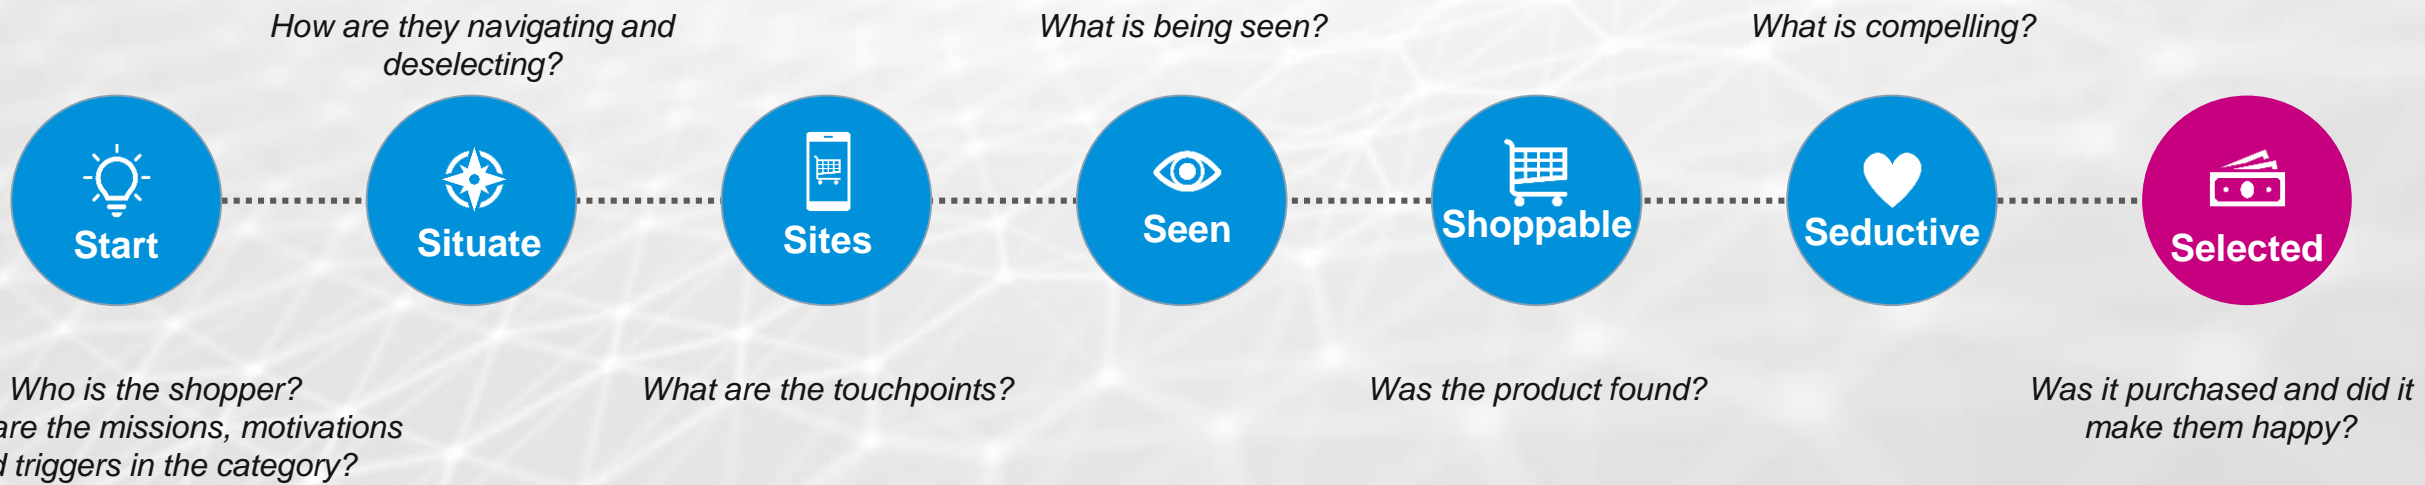 How are they navigating and
deselecting?
What is being seen?
What is compelling?
Start
Situate
Sites
Seen
Shoppable
Seductive
Selected
Who is the shopper?
are the missions, motivations
triggers in the category?
What are the touchpoints?
Was the product found?
Was it purchased and did it
make them happy?